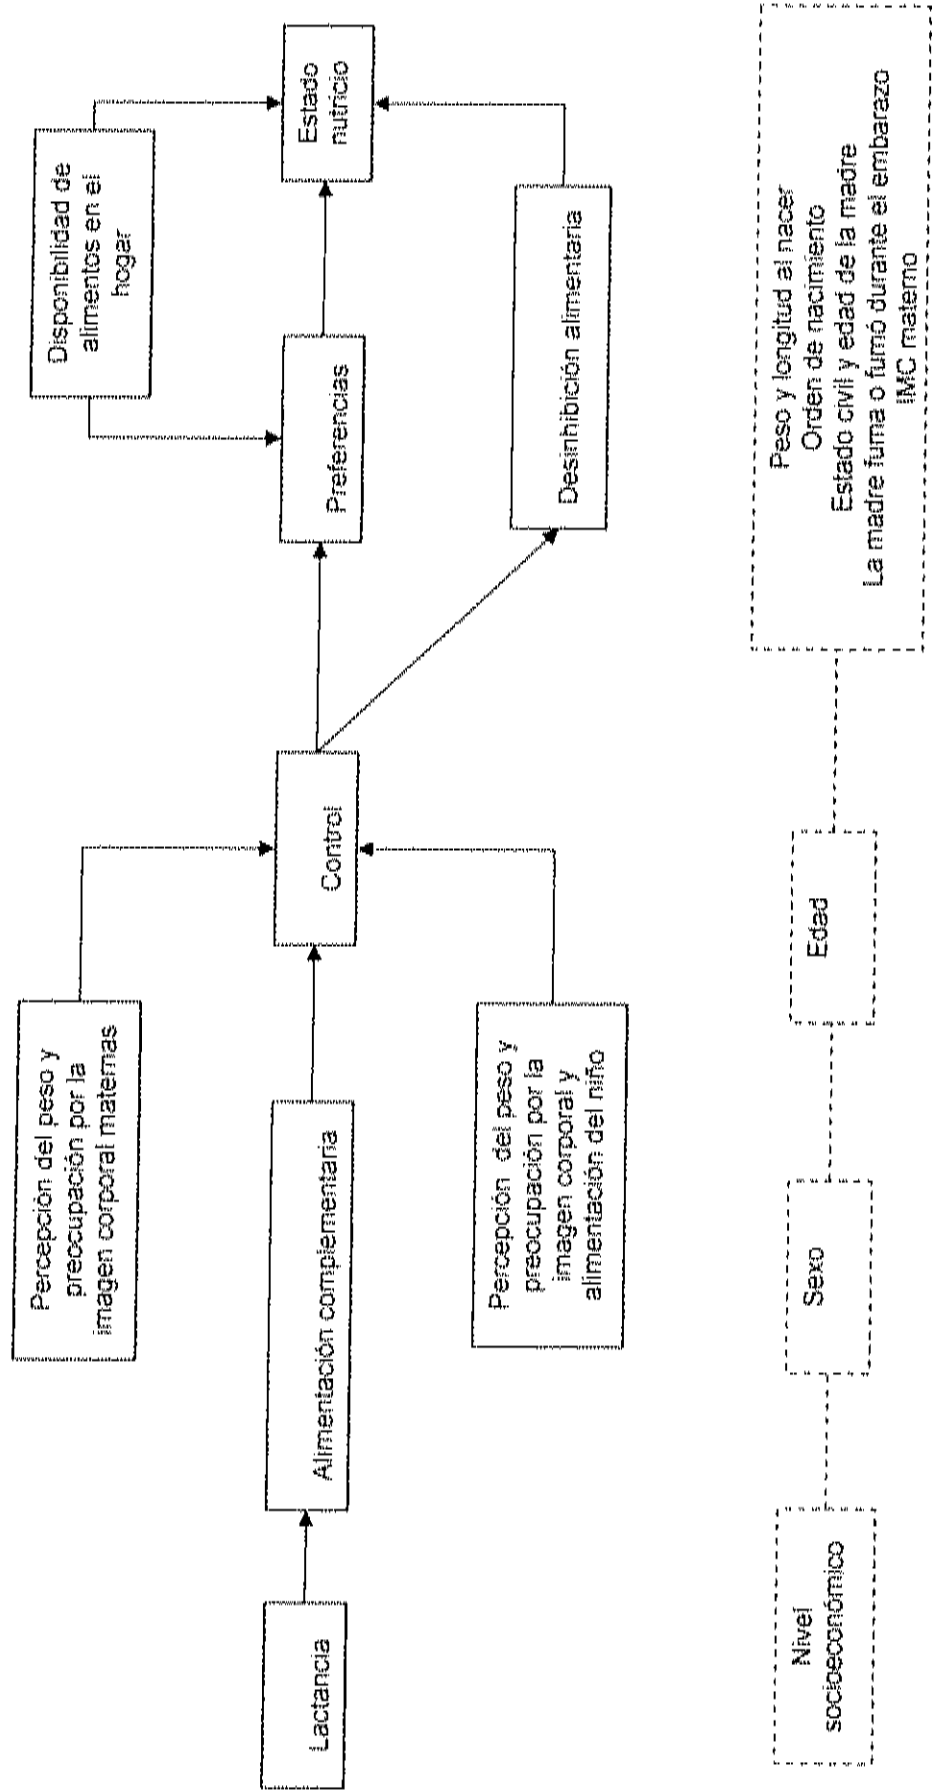 Lactancia
Alimentación complementaria
Percepción del peso y
preocupación por la
imagen corporal maternas
Percepción del peso y
preocupación por la
imagen corporal y
alimentación del niño
Control
Preferencias
Disponibilidad de
alimentos en el
hogar
Desinhibición alimentaria
Estado
nutricio
Nivel
socioeconómico
Sexo
Edad
Peso y longitud al nacer
Orden de nacimiento
Estado civil y edad de la madre
La madre fuma o fumó durante el embarazo
IMC materno